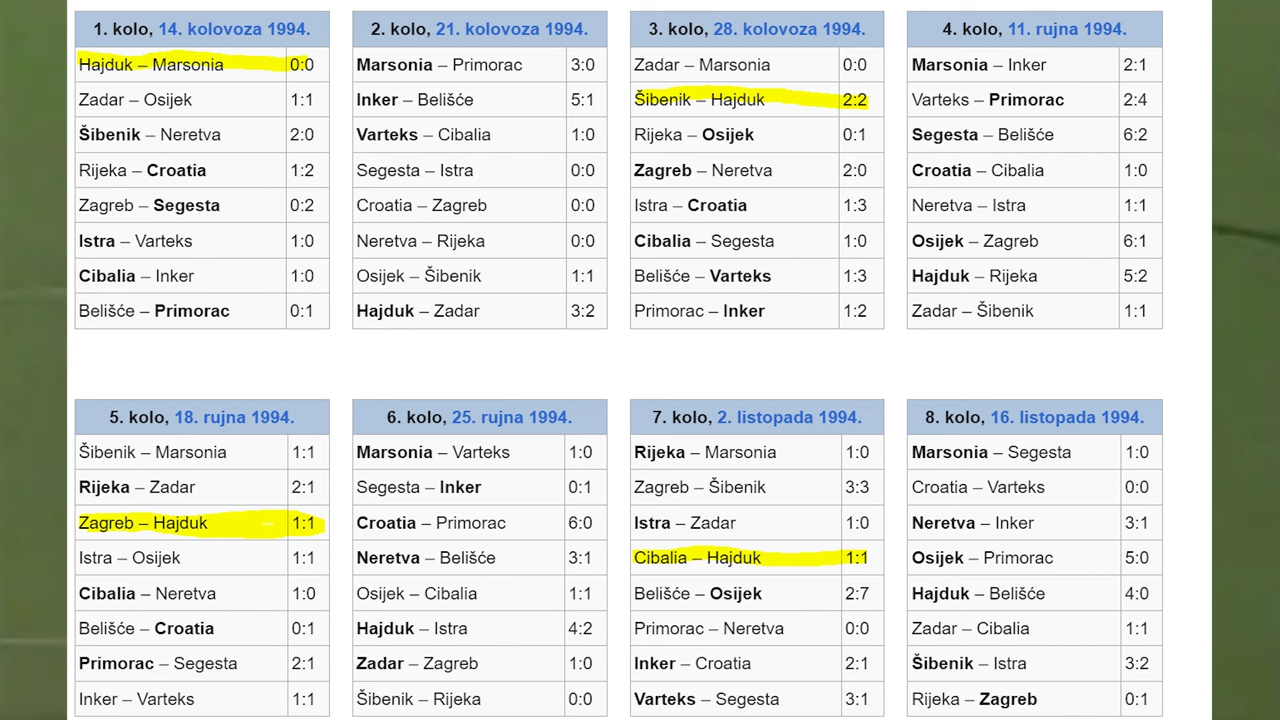 1. kolo, 14. kolovoza 1994.
Hajduk – Marsonia 0:0
Zadar – Osijek 1:1
Šibenik – Neretva 2:0
Rijeka – Croatia 1:2
Zagreb – Segesta 0:2
Istra – Varteks 1:0
Cibalia – Inker 1:0
Belišće – Primorac 0:1
2. kolo, 21. kolovoza 1994.
Marsonia – Primorac 3:0
Inker – Belišće 5:1
Varteks – Cibalia 1:0
Segesta – Istra 0:0
Croatia – Zagreb 0:0
Neretva – Rijeka 0:0
Osijek – Šibenik 1:1
Hajduk – Zadar 3:2
3. kolo, 28. kolovoza 1994.
Zadar – Marsonia 0:0
Šibenik – Hajduk 2:2
Rijeka – Osijek 0:1
Zagreb – Neretva 2:0
Istra – Croatia 1:3
Cibalia – Segesta 1:0
Belišće – Varteks 1:3
Primorac – Inker 1:2
4. kolo, 11. rujna 1994.
Marsonia – Inker 2:1
Varteks – Primorac 2:4
Segesta – Belišće 6:2
Croatia – Cibalia 1:0
Neretva – Istra 1:1
Osijek – Zagreb 6:1
Hajduk – Rijeka 5:2
Zadar – Šibenik 1:1
5. kolo, 18. rujna 1994.
Šibenik – Marsonia 1:1
Rijeka – Zadar 2:1
Zagreb – Hajduk 1:1
Istra – Osijek 1:1
Cibalia – Neretva 1:0
Belišće – Croatia 0:1
Primorac – Segesta 2:1
Inker – Varteks 1:1
6. kolo, 25. rujna 1994.
Marsonia – Varteks 1:0
Segesta – Inker 0:1
Croatia – Primorac 6:0
Neretva – Belišće 3:1
Osijek – Cibalia 1:1
Hajduk – Istra 4:2
Zadar – Zagreb 1:0
Šibenik – Rijeka 0:0
7. kolo, 2. listopada 1994.
Rijeka – Marsonia 1:0
Zagreb – Šibenik 3:3
Istra – Zadar 1:0
Cibalia – Hajduk 1:1
Belišće – Osijek 2:7
Primorac – Neretva 0:0
Inker – Croatia 2:1
Varteks – Segesta 3:1
8. kolo, 16. listopada 1994.
Marsonia – Segesta 1:0
Croatia – Varteks 0:0
Neretva – Inker 3:1
Osijek – Primorac 5:0
Hajduk – Belišće 4:0
Zadar – Cibalia 1:1
Šibenik – Istra 3:2
Rijeka – Zagreb 0:1